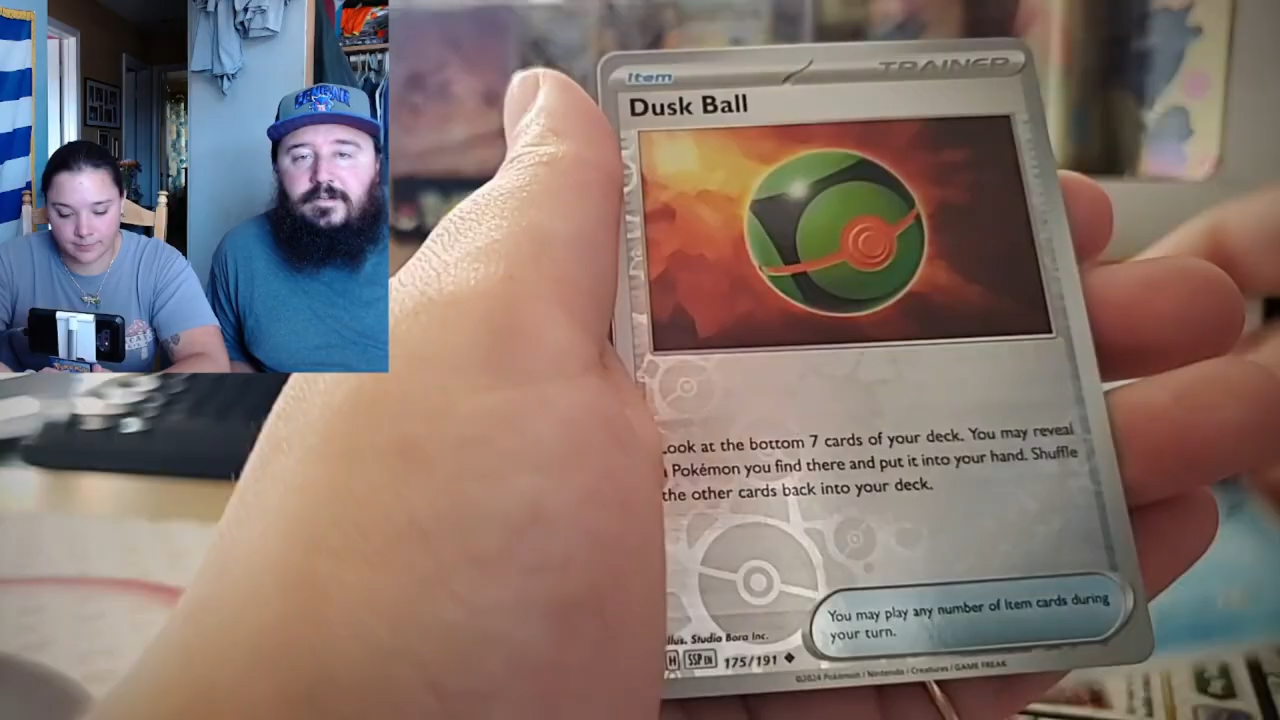 Item
TRAINER
Dusk Ball
Look at the bottom 7 cards of your deck. You may reveal
a Pokémon you find there and put it into your hand. Shuffle
the other cards back into your deck.
You may play any number of Item cards during
your turn.
Illus. Studio Bora Inc.
H SSP EN 175/191
©2024 Pokémon / Nintendo / Creatures / GAME FREAK